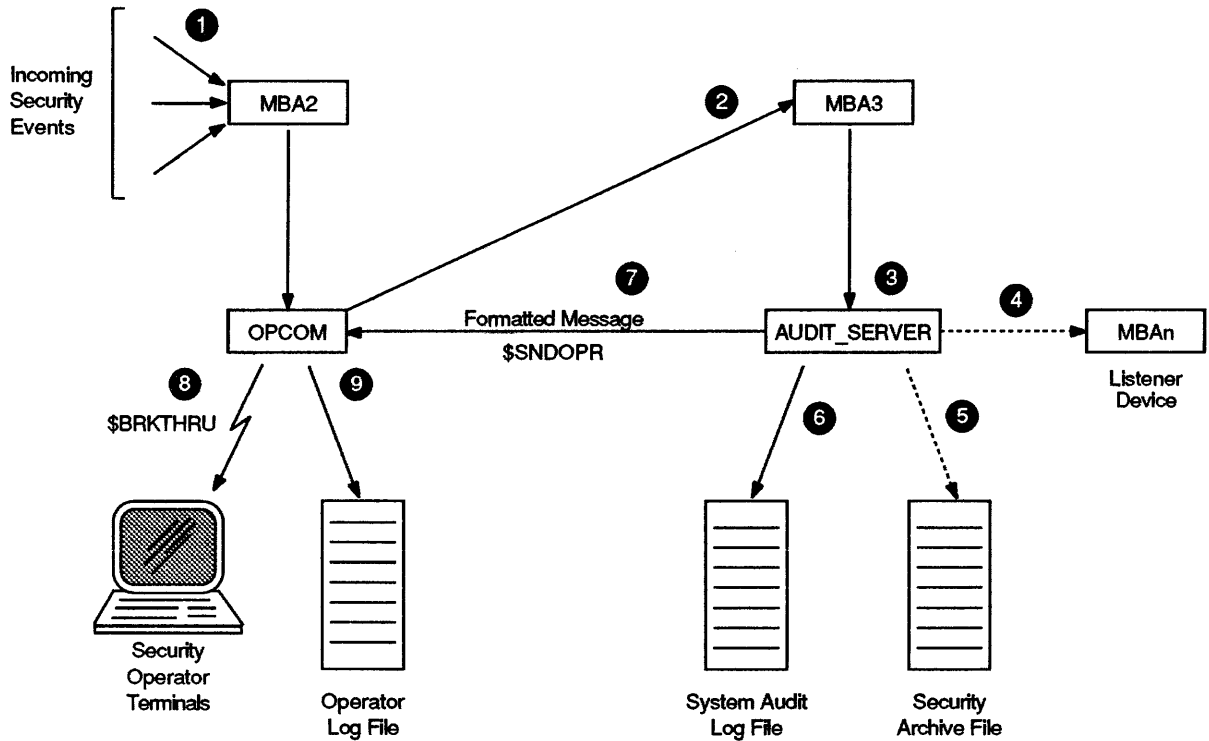 1
Incoming
Security
Events
MBA2
2
MBA3
7
3
4
OPCOM
Formatted Message
$SNDOPR
AUDIT_SERVER
MBAn
Listener
Device
8
$BRKTHRU
9
6
5
Security
Operator
Terminals
Operator
Log File
System Audit
Log File
Security
Archive File